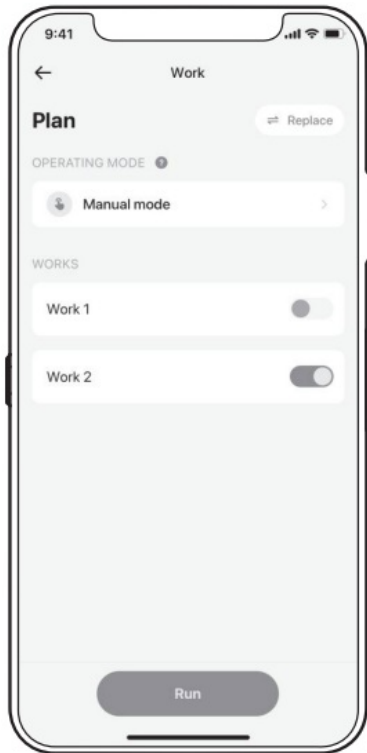 9:41
Work
Plan
Replace
OPERATING MODE ?
Manual mode
WORKS
Work 1
Work 2
Run